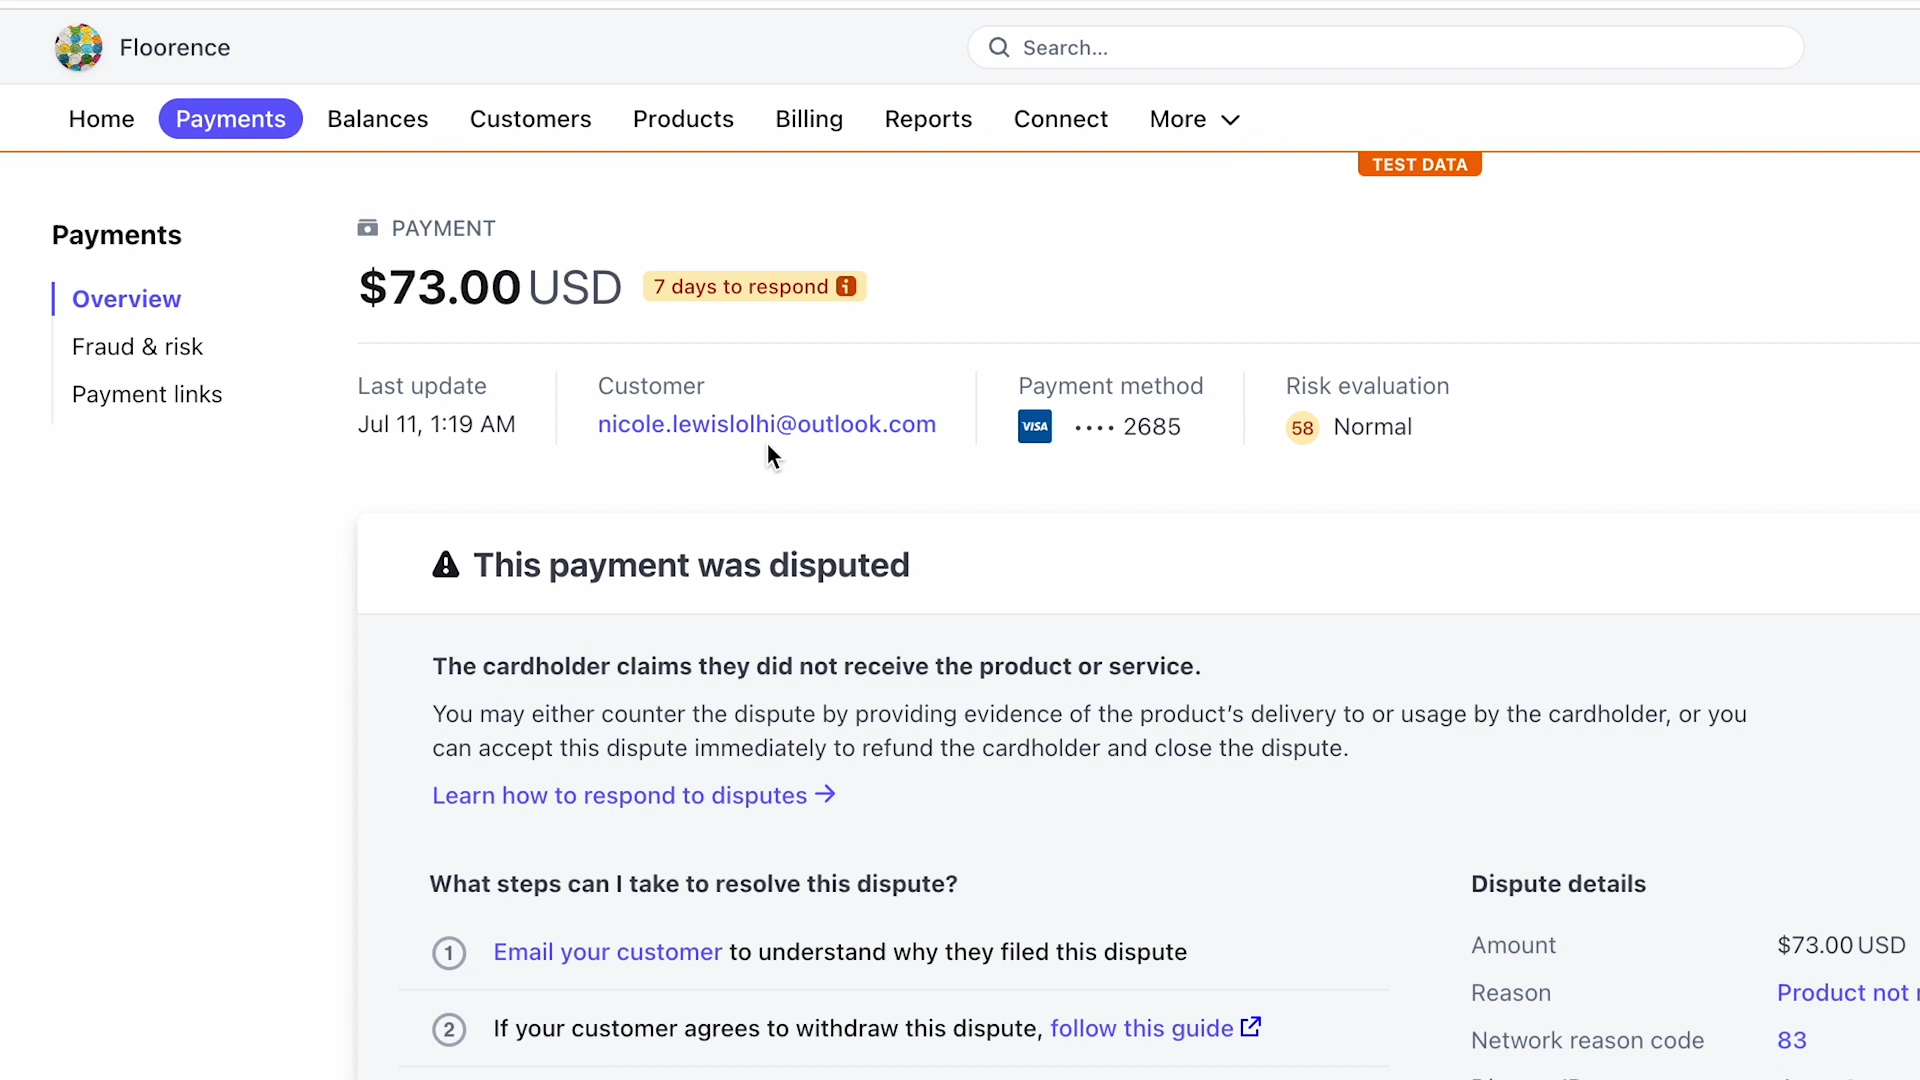 Floorence
Search...
Home Payments Balances Customers Products Billing Reports Connect More
TEST DATA
Payments
Overview
Fraud & risk
Payment links
PAYMENT
$73.00 USD 7 days to respond
Last update
Jul 11, 1:19 AM
Customer
nicole.lewislolhi@outlook.com
Payment method
VISA •••• 2685
Risk evaluation
58 Normal
This payment was disputed
The cardholder claims they did not receive the product or service.
You may either counter the dispute by providing evidence of the product's delivery to or usage by the cardholder, or you
can accept this dispute immediately to refund the cardholder and close the dispute.
Learn how to respond to disputes →
What steps can I take to resolve this dispute?
1 Email your customer to understand why they filed this dispute
2 If your customer agrees to withdraw this dispute, follow this guide
Dispute details
Amount $73.00 USD
Reason Product not
Network reason code 83